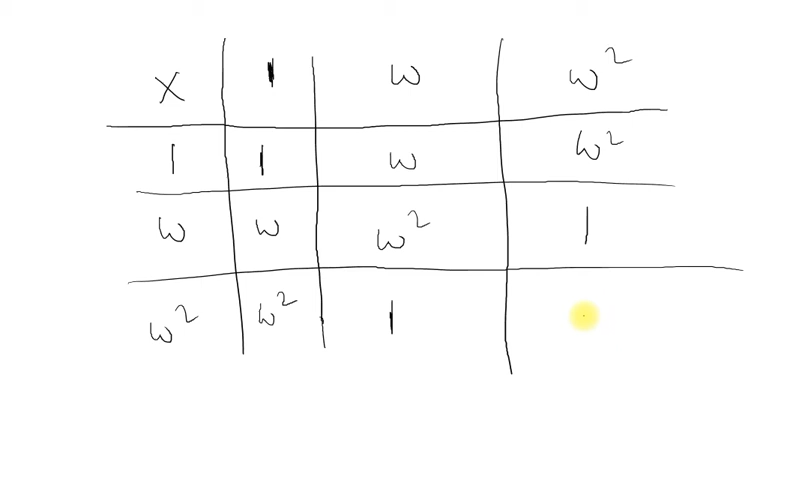 × 1 ω ω²
1 1 ω ω²
ω ω ω² 1
ω² ω² 1